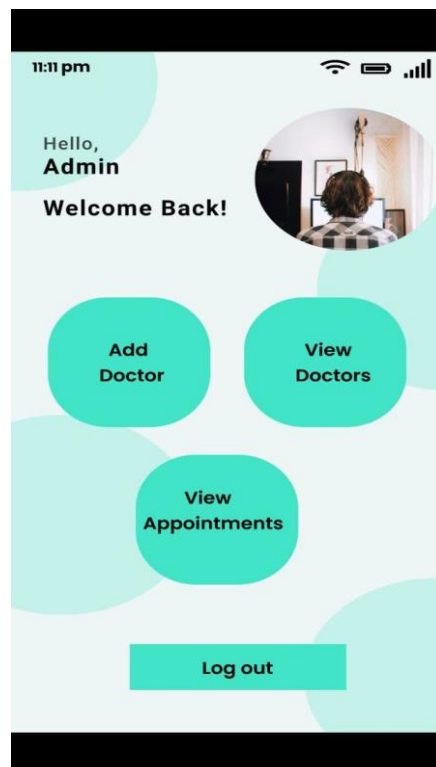 11:11 pm
Hello,
Admin
Welcome Back!
Add
Doctor
View
Doctors
View
Appointments
Log out